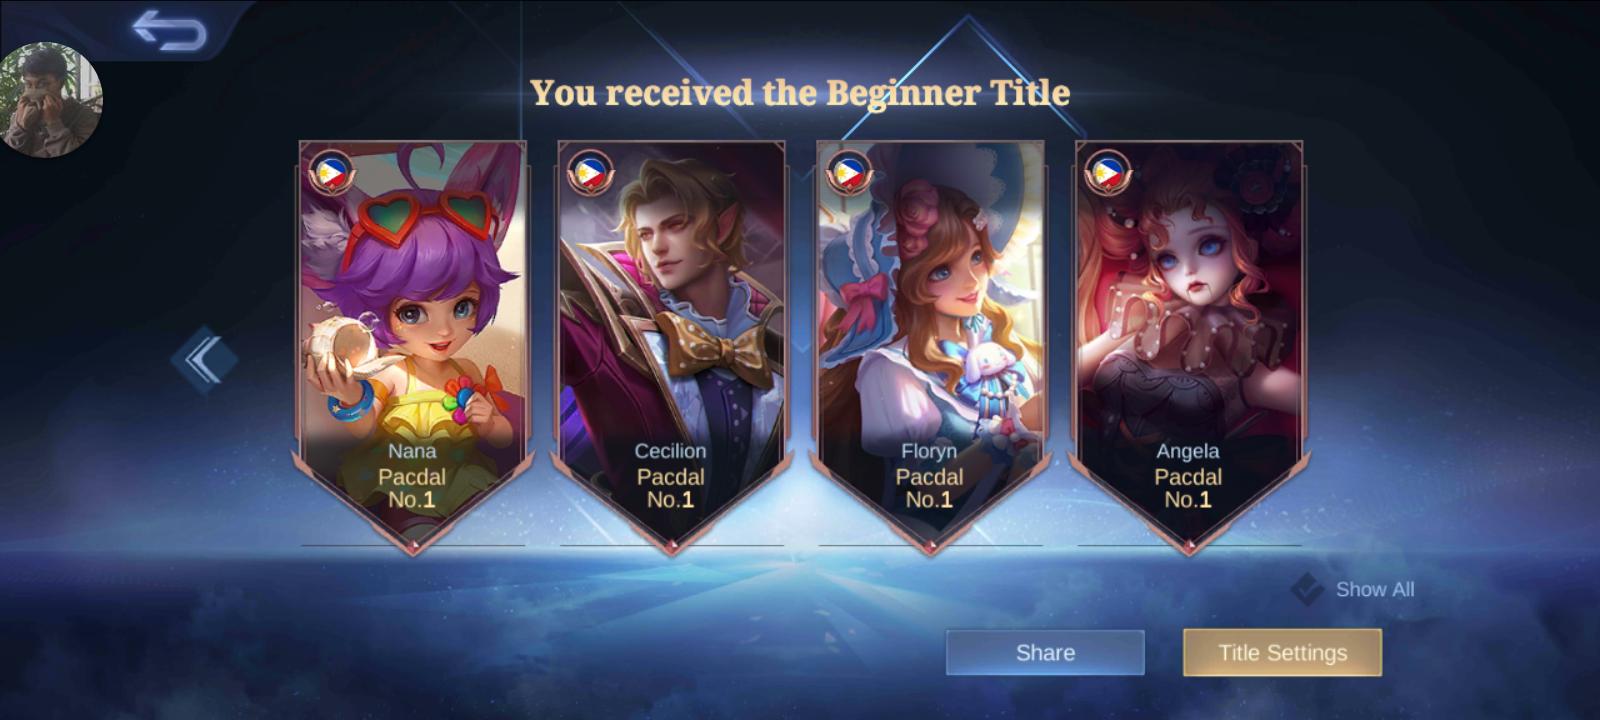 You received the Beginner Title
Nana
Pacdal
No.1
Cecilion
Pacdal
No.1
Floryn
Pacdal
No.1
Angela
Pacdal
No.1
Show All
Share
Title Settings